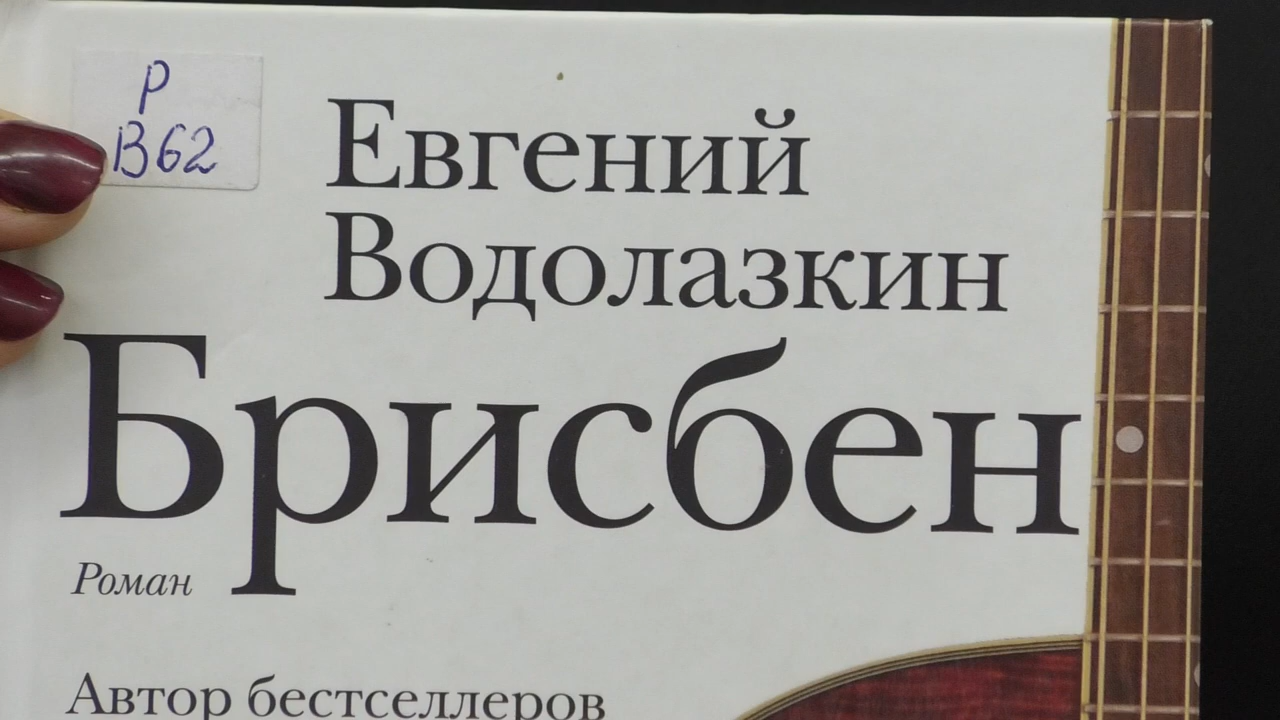 Р
В62
Евгений
Водолазкин
Брисбен
Роман
Автор бестселлеров